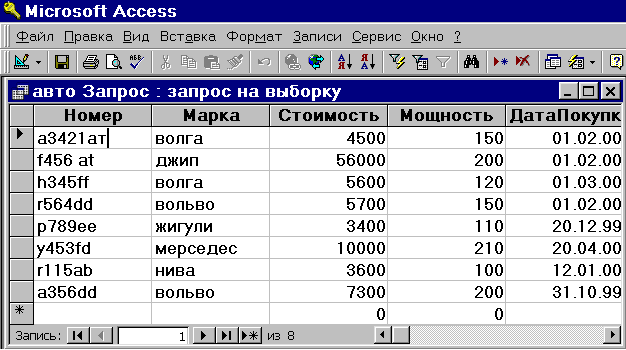 Microsoft Access
Файл Правка Вид Вставка Формат Записи Сервис Окно ?
авто Запрос : запрос на выборку
Номер Марка Стоимость Мощность ДатаПокупк
а3421ат волга 4500 150 01.02.00
f456 at джип 56000 200 01.02.00
h345ff волга 5600 120 01.03.00
r564dd вольво 5700 150 01.02.00
p789ee жигули 3400 110 20.12.99
y453fd мерседес 10000 210 20.04.00
r115ab нива 3600 100 12.01.00
a356dd вольво 7300 200 31.10.99
* 0 0
Запись: 1 из 8